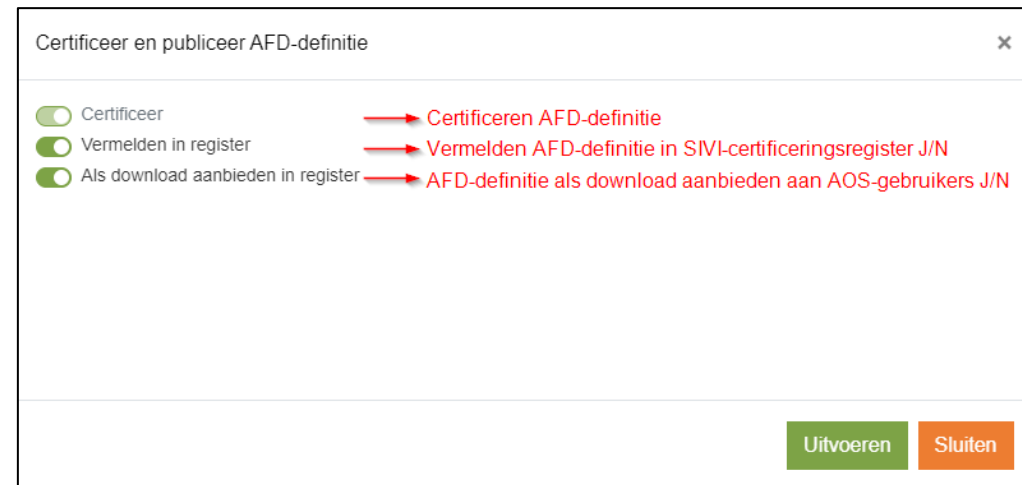 Certificeer en publiceer AFD-definitie ×
Certificeer Certificeren AFD-definitie
Vermelden in register Vermelden AFD-definitie in SIVI-certificeringsregister J/N
Als download aanbieden in register AFD-definitie als download aanbieden aan AOS-gebruikers J/N
Uitvoeren Sluiten